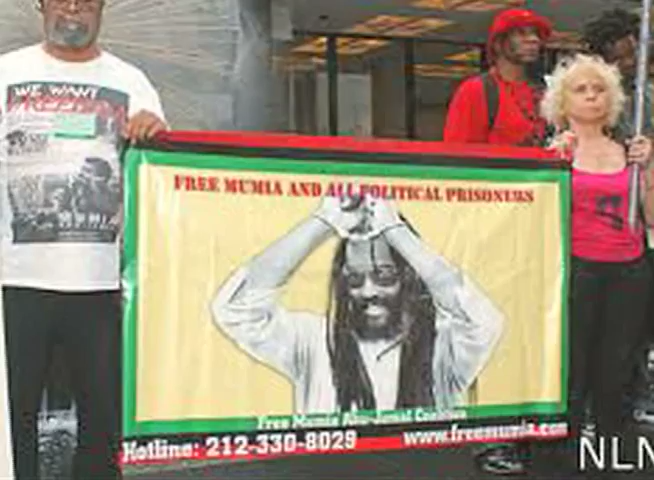 WE WANT
FREE MUMIA AND ALL POLITICAL PRISONERS
Free Mumia Abu-Jamal Coalition
Hotline: 212-330-8029 www.freemumia.com
NLN